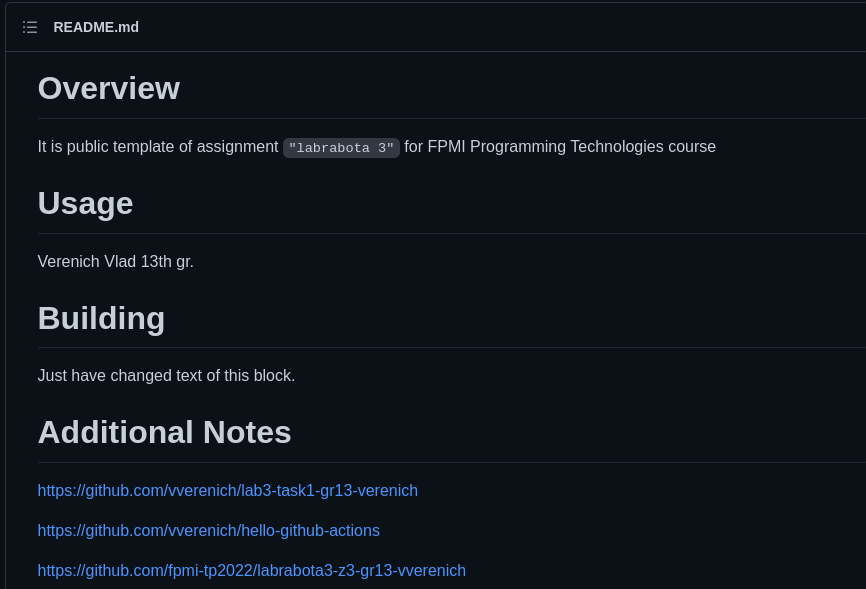 README.md
Overview
It is public template of assignment "labrabota 3" for FPMI Programming Technologies course
Usage
Verenich Vlad 13th gr.
Building
Just have changed text of this block.
Additional Notes
https://github.com/vverenich/lab3-task1-gr13-verenich
https://github.com/vverenich/hello-github-actions
https://github.com/fpmi-tp2022/labrabota3-z3-gr13-vverenich